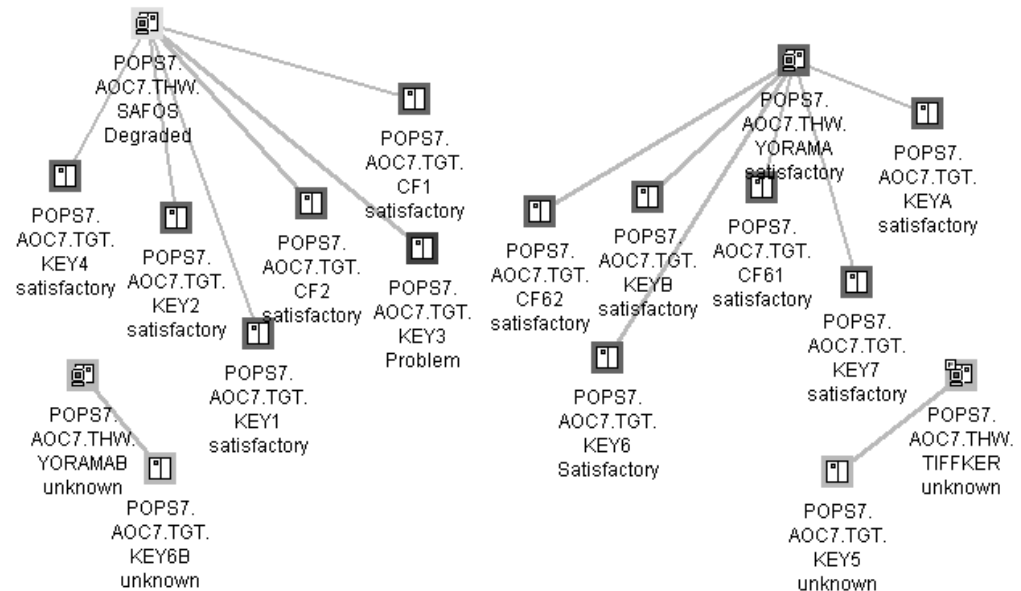 POPS7.
AOC7.THW.
SAFOS
Degraded
POPS7.
AOC7.TGT.
CF1
satisfactory
POPS7.
AOC7.TGT.
KEY4
satisfactory
POPS7.
AOC7.TGT.
KEY2
satisfactory
POPS7.
AOC7.TGT.
CF2
satisfactory
POPS7.
AOC7.TGT.
KEY3
Problem
POPS7.
AOC7.TGT.
KEY1
satisfactory
POPS7.
AOC7.THW.
YORAMAB
unknown
POPS7.
AOC7.TGT.
KEY6B
unknown
POPS7.
AOC7.THW.
YORAMA
satisfactory
POPS7.
AOC7.TGT.
KEYA
satisfactory
POPS7.
AOC7.TGT.
CF62
satisfactory
POPS7.
AOC7.TGT.
KEYB
satisfactory
POPS7.
AOC7.TGT.
CF61
satisfactory
POPS7.
AOC7.TGT.
KEY7
satisfactory
POPS7.
AOC7.TGT.
KEY6
Satisfactory
POPS7.
AOC7.THW.
TIFFKER
unknown
POPS7.
AOC7.TGT.
KEY5
unknown